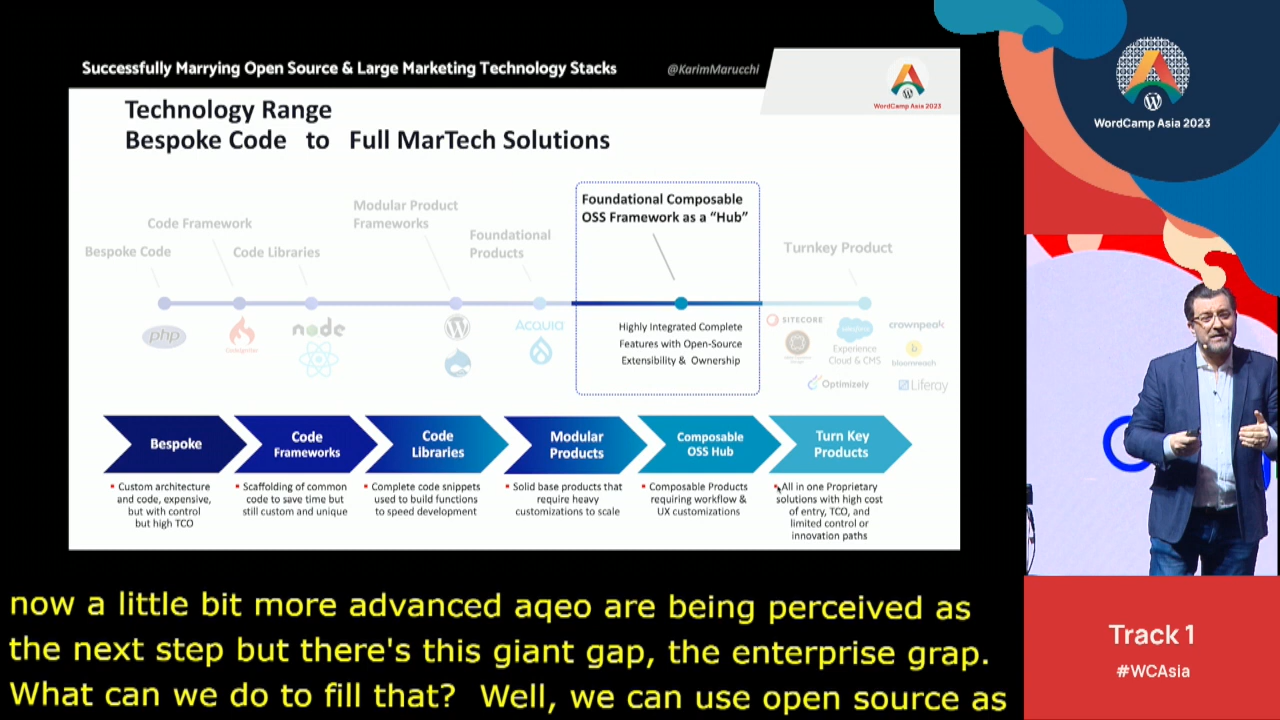 Successfully Marrying Open Source & Large Marketing Technology Stacks
@KarimMarucchi
WordCamp Asia 2023
WordCamp Asia 2023
Technology Range
Bespoke Code to Full MarTech Solutions
Bespoke Code
Code Framework
Code Libraries
Modular Product
Frameworks
Foundational
Products
Foundational Composable
OSS Framework as a “Hub”
Turnkey Product
php
CodeIgniter
node
ACQUIA
Highly Integrated Complete
Features with Open-Source
Extensibility & Ownership
SITECORE
salesforce
Experience
Cloud & CMS
crownpeak
b
bloomreach
Optimizely
Liferay
Bespoke
Code
Frameworks
Code
Libraries
Modular
Products
Composable
OSS Hub
Turn Key
Products
▪ Custom architecture
and code, expensive,
but with control
but high TCO
▪ Scaffolding of common
code to save time but
still custom and unique
▪ Complete code snippets
used to build functions
to speed development
▪ Solid base products that
require heavy
customizations to scale
▪ Composable Products
requiring workflow &
UX customizations
▪ All in one Proprietary
solutions with high cost
of entry, TCO, and
limited control or
innovation paths
now a little bit more advanced aqeo are being perceived as
the next step but there's this giant gap, the enterprise grap.
What can we do to fill that?  Well, we can use open source as
Track 1
#WCAsia